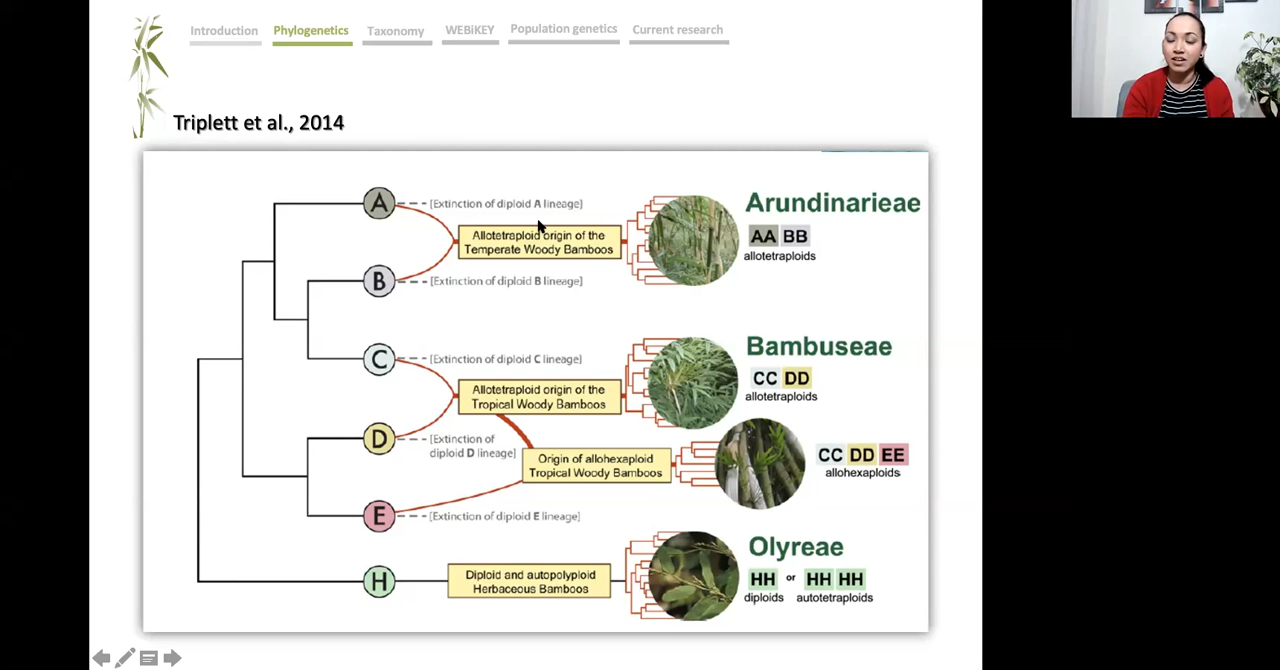 Introduction
Phylogenetics
Taxonomy
WEBiKEY
Population genetics
Current research
Triplett et al., 2014
A
[Extinction of diploid A lineage]
Allotetraploid origin of the
Temperate Woody Bamboos
B
[Extinction of diploid B lineage]
Arundinarieae
AA BB
allotetraploids
C
[Extinction of diploid C lineage]
Allotetraploid origin of the
Tropical Woody Bamboos
D
[Extinction of
diploid D lineage]
Bambuseae
CC DD
allotetraploids
Origin of allohexaploid
Tropical Woody Bamboos
CC DD EE
allohexaploids
E
[Extinction of diploid E lineage]
H
Diploid and autopolyploid
Herbaceous Bamboos
Olyreae
HH or HH HH
diploids autotetraploids